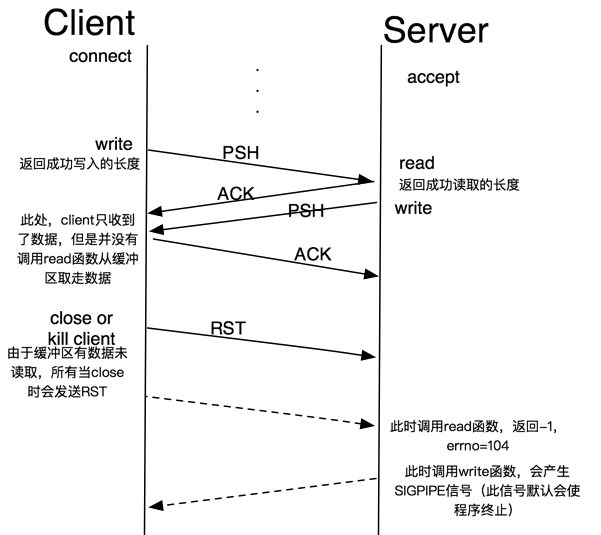 Client
Server
connect
accept
write
返回成功写入的长度
PSH
read
返回成功读取的长度
ACK
write
PSH
此处，client只收到
了数据，但是并没有
调用read函数从缓冲
区取走数据
ACK
close or
kill client
由于缓冲区有数据未
读取，所有当close
时会发送RST
RST
此时调用read函数，返回-1，
errno=104
此时调用write函数，会产生
SIGPIPE信号（此信号默认会使
程序终止）